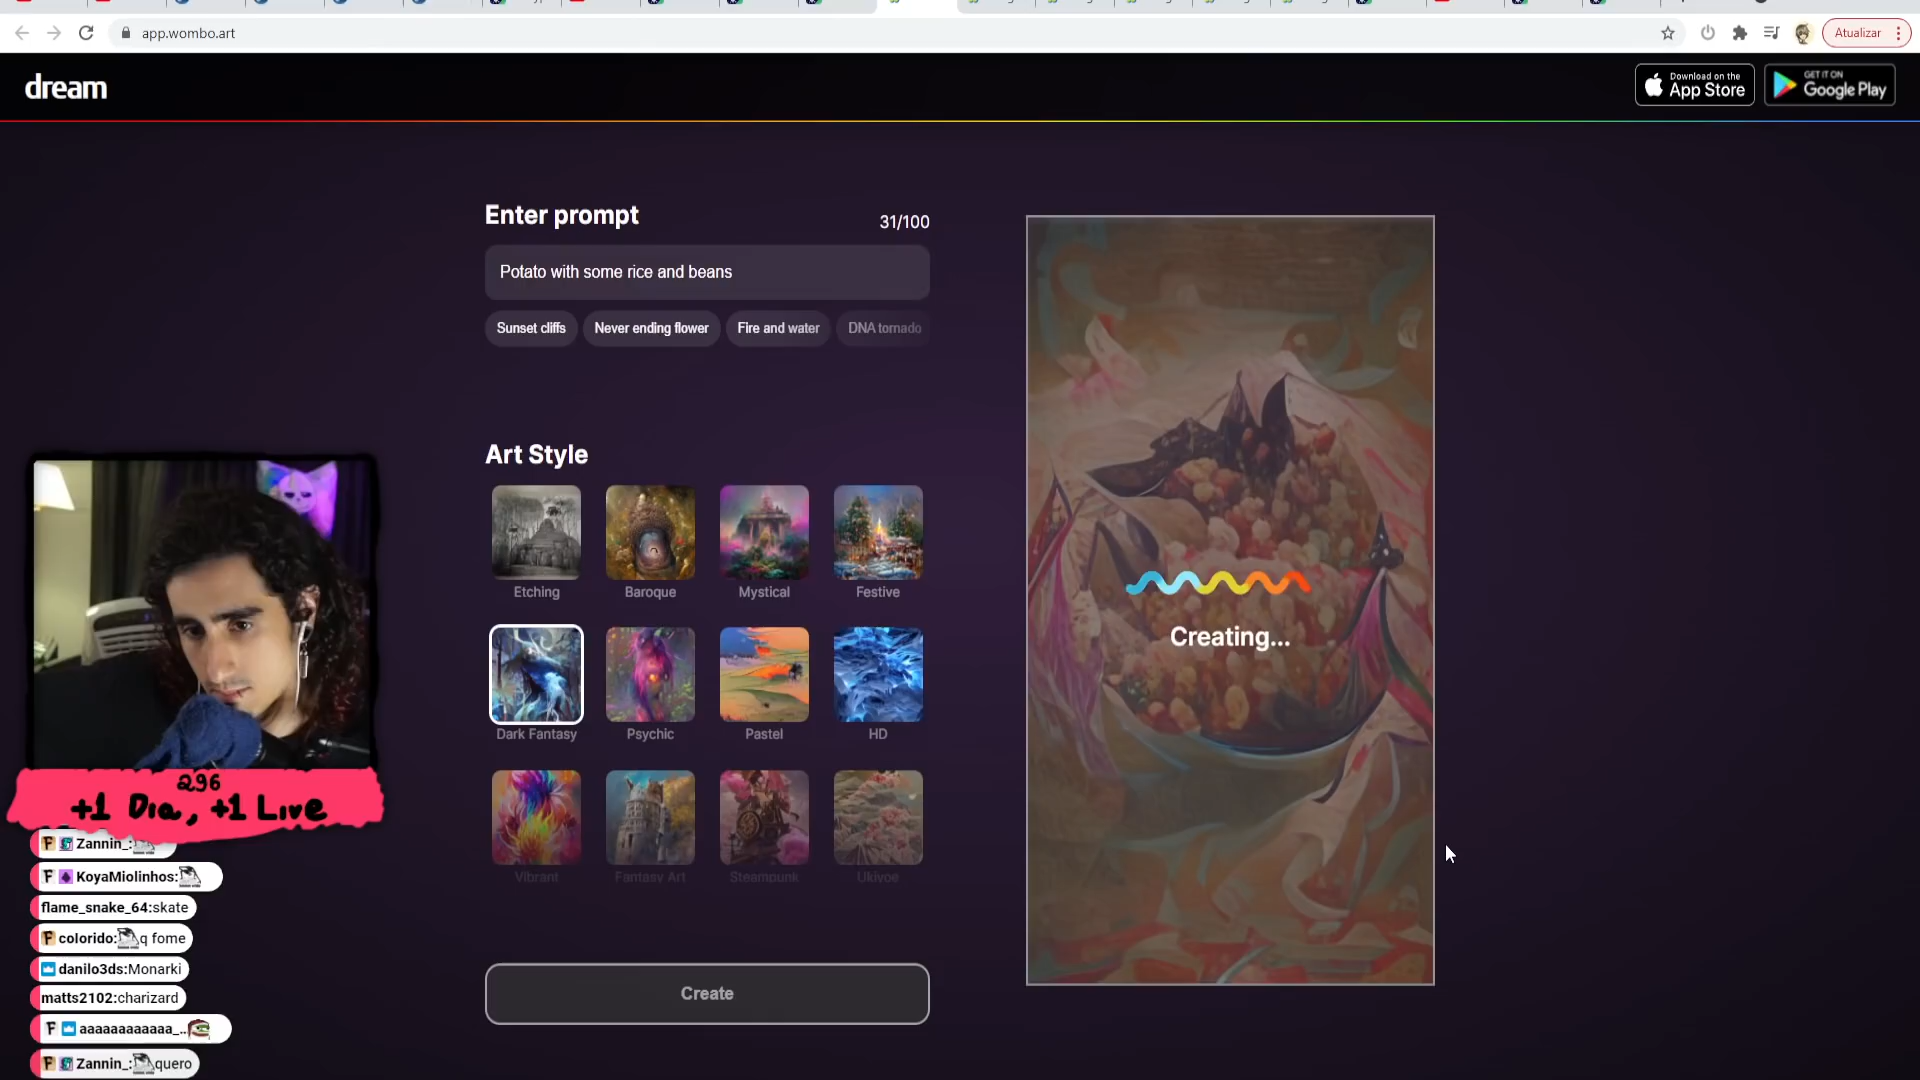 app.wombo.art
Atualizar
dream
Download on the
App Store
GET IT ON
Google Play
Enter prompt
31/100
Potato with some rice and beans
Sunset cliffs
Never ending flower
Fire and water
DNA tornado
Art Style
Etching
Baroque
Mystical
Festive
Dark Fantasy
Psychic
Pastel
HD
Vibrant
Fantasy Art
Steampunk
Ukiyoe
Creating...
Create
296
+1 Dia, +1 Live
Zannin_:
KoyaMiolinhos:
flame_snake_64:skate
colorido: q fome
danilo3ds:Monarki
matts2102:charizard
aaaaaaaaaaaa_..
Zannin_: quero